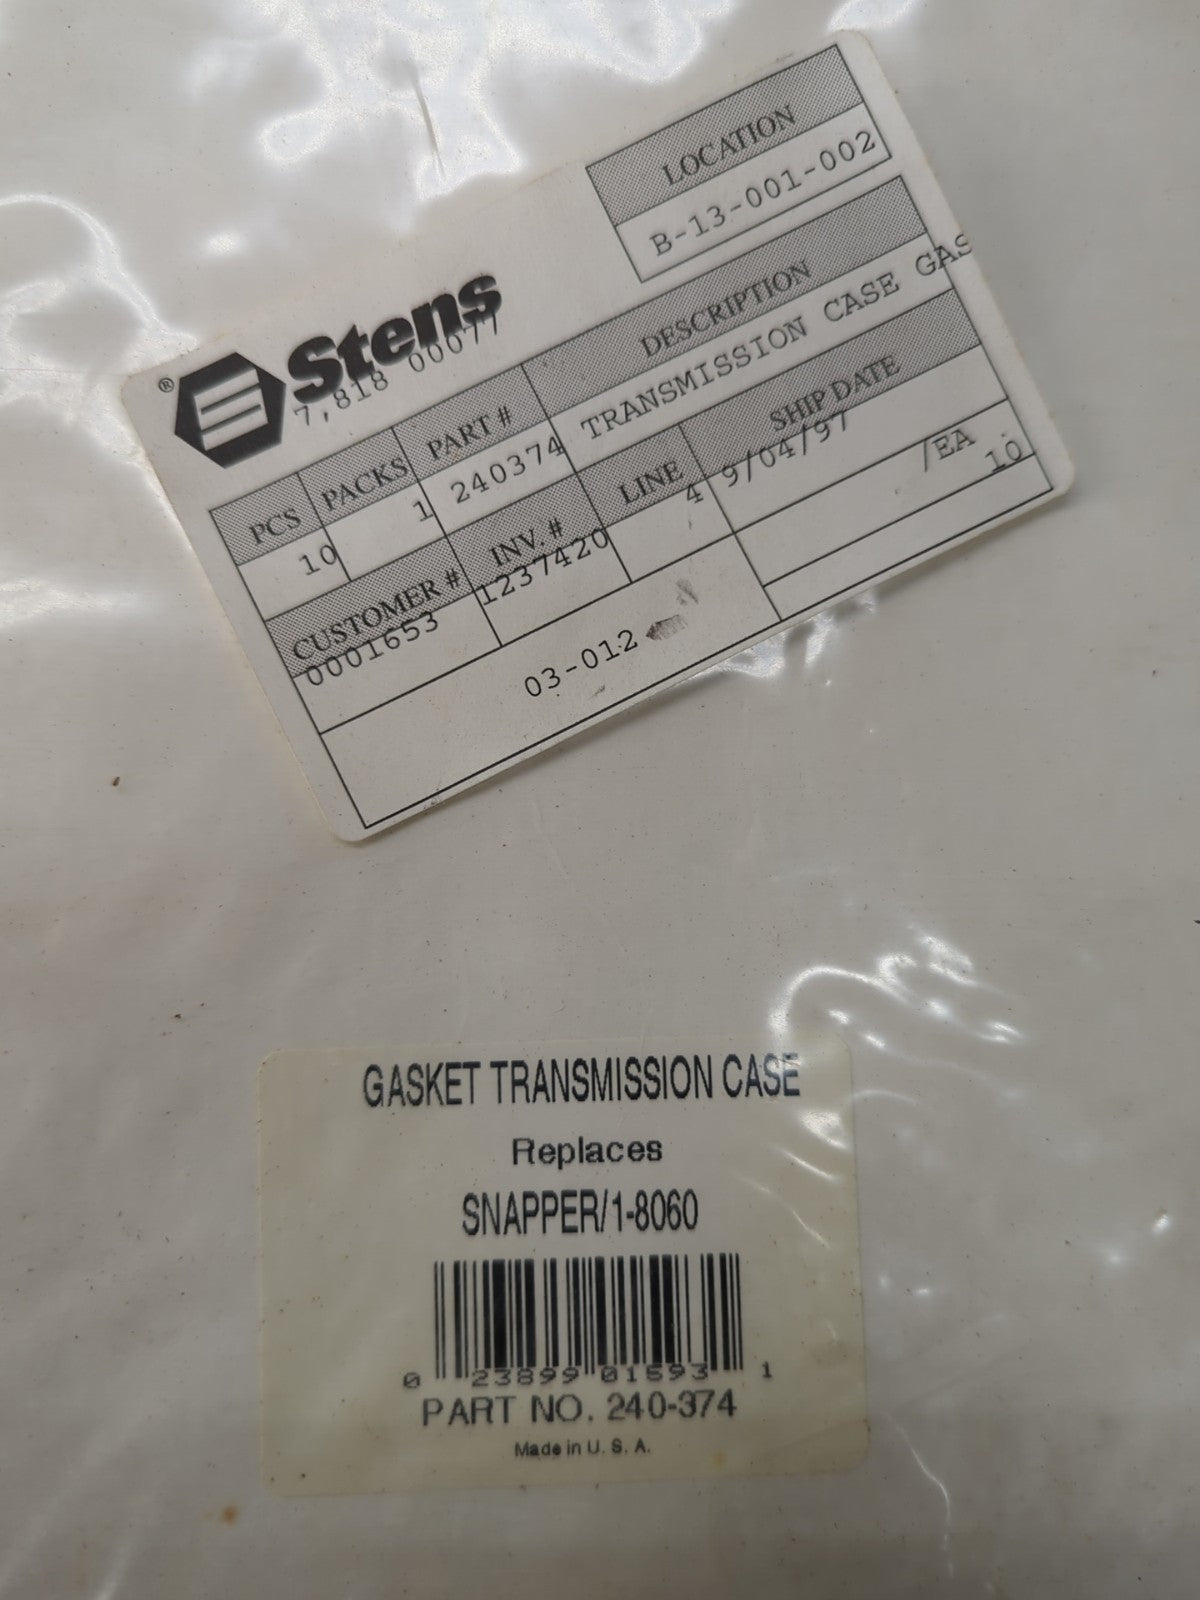 LOCATION
B-13-001-002
® Stens
7,818 00077
PCS PACKS PART # DESCRIPTION
10 1 240374 TRANSMISSION CASE GAS
CUSTOMER # INV. # LINE SHIP DATE
0001653 1237420 4 9/04/97
/EA
10
03-012
GASKET TRANSMISSION CASE
Replaces
SNAPPER/1-8060
0 23899 01693 1
PART NO. 240-374
Made in U. S. A.